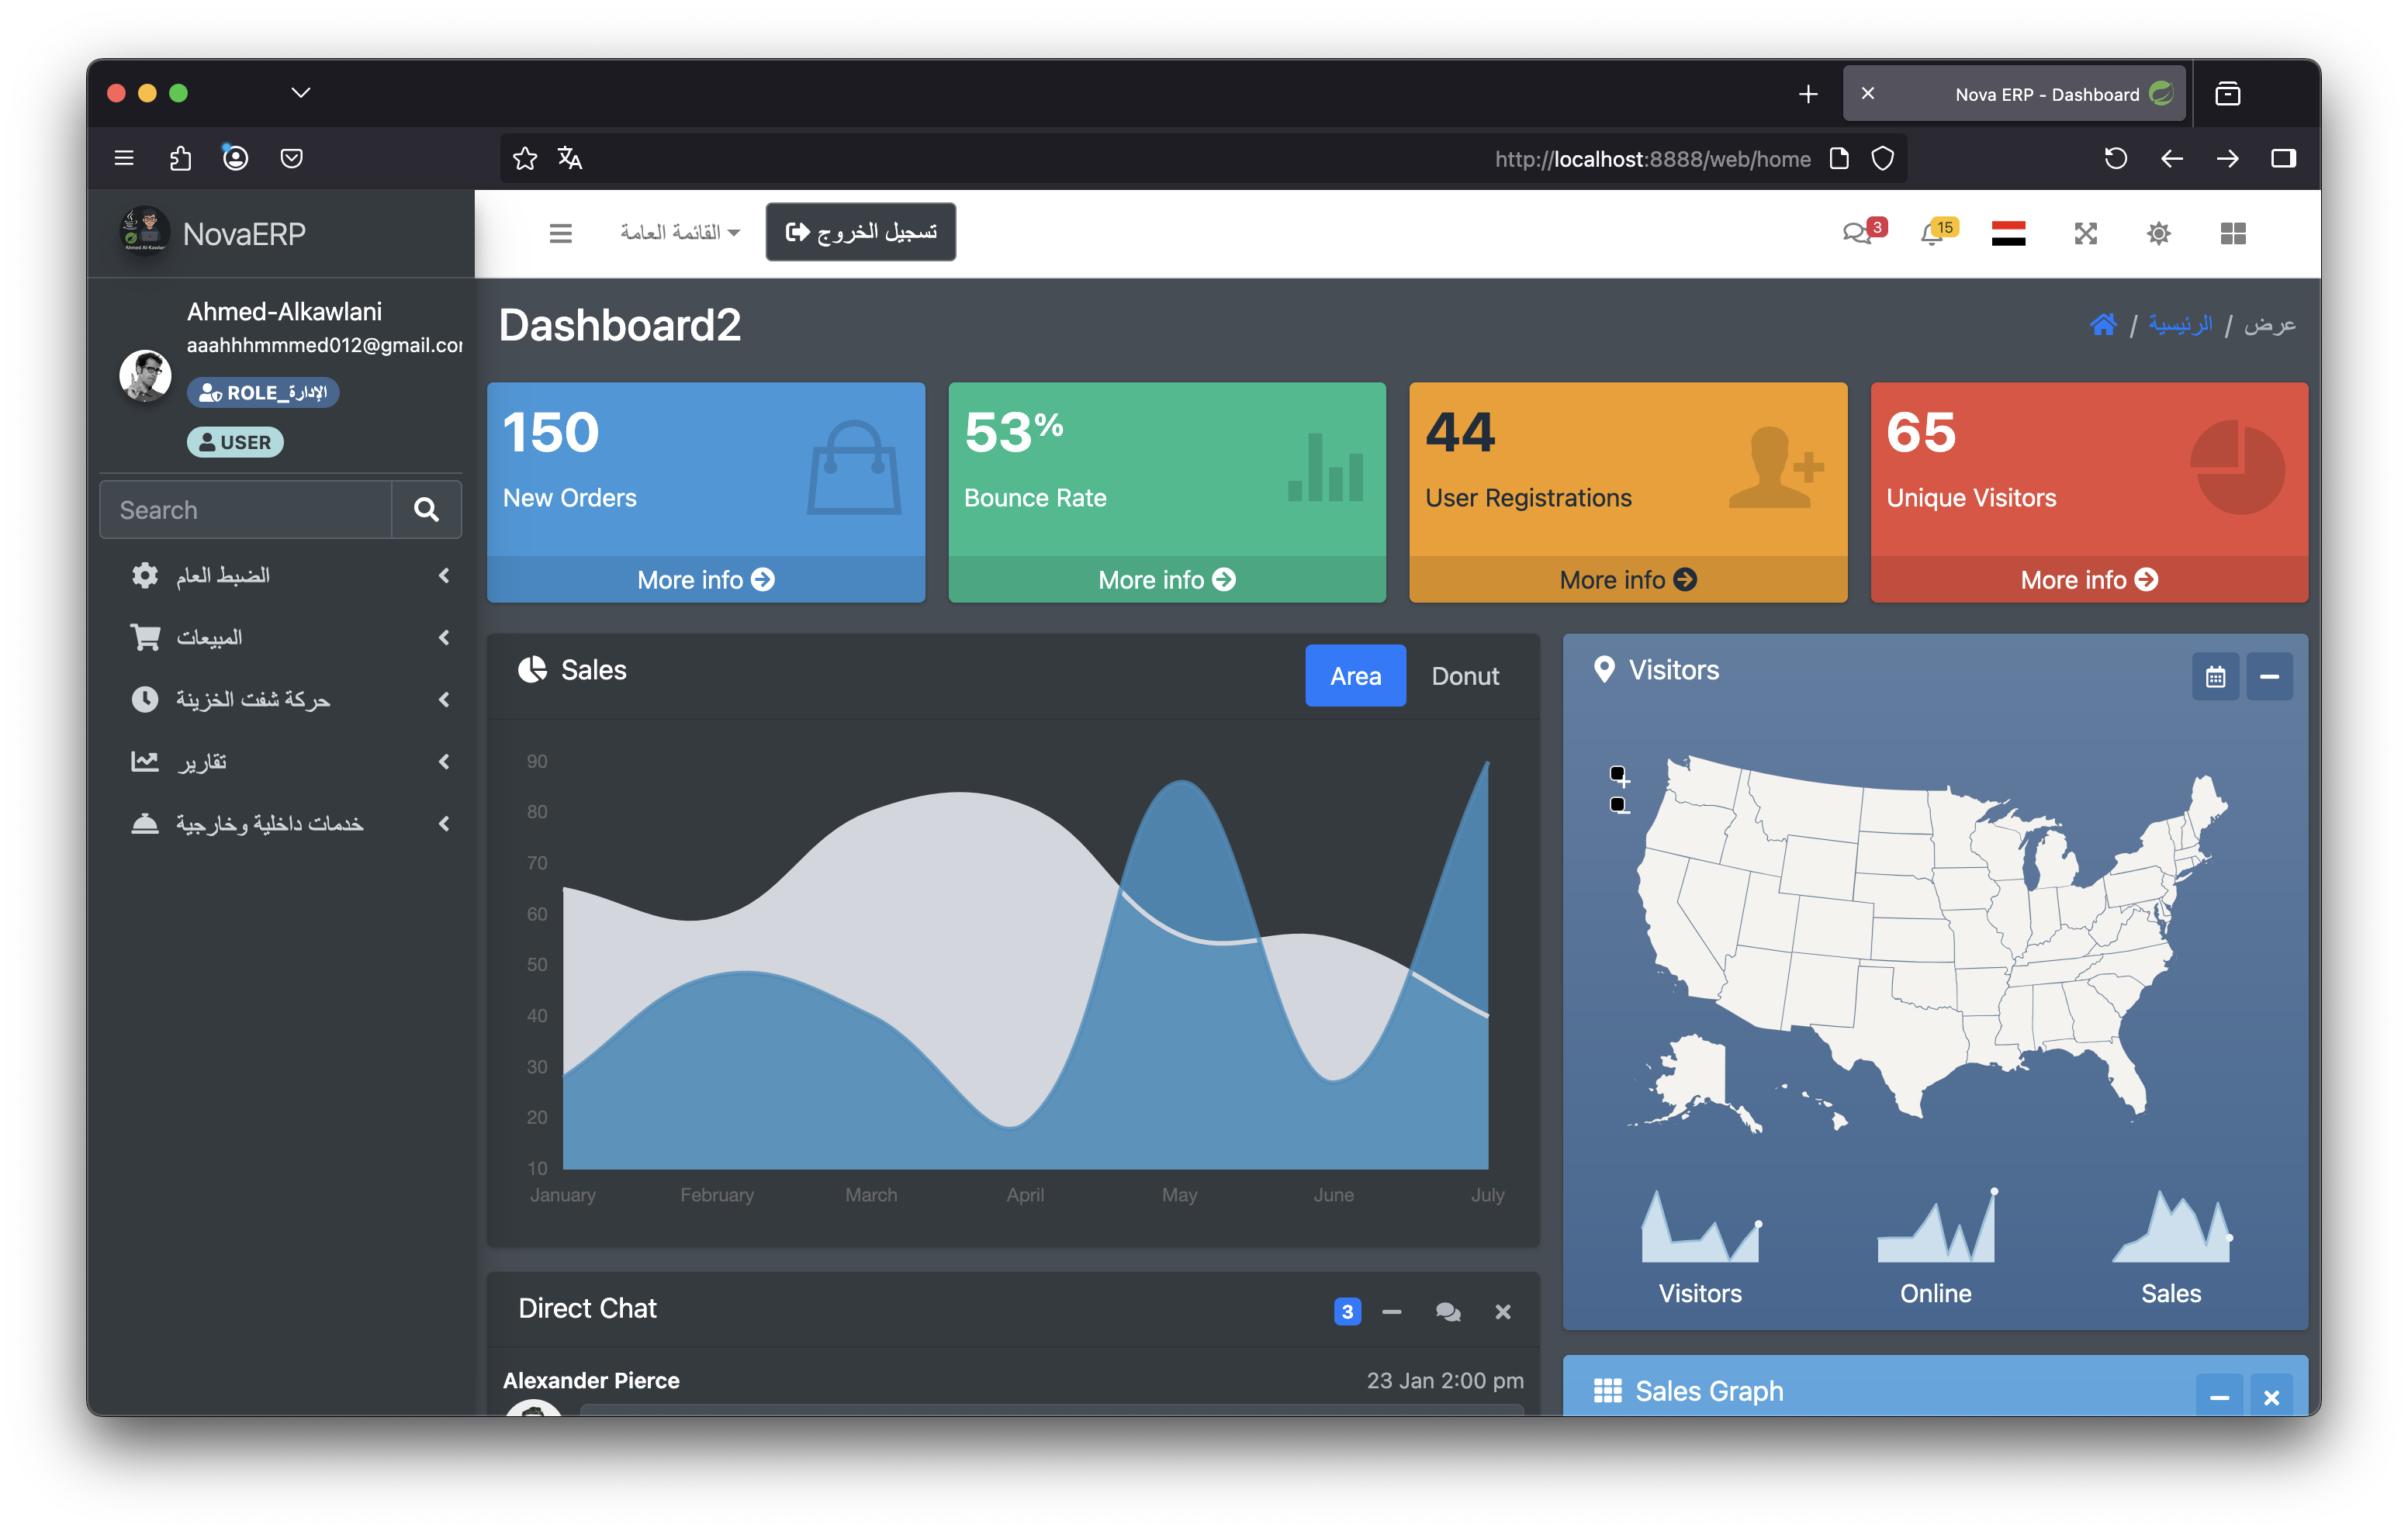 Nova ERP - Dashboard
http://localhost:8888/web/home
NovaERP
القائمة العامة
تسجيل الخروج
3
15
Ahmed-Alkawlani
aaahhhmmmed012@gmail.com
ROLE_الإدارة
USER
Search
الضبط العام
المبيعات
حركة شفت الخزينة
تقارير
خدمات داخلية وخارجية
Dashboard2
الرئيسية / عرض
150
New Orders
More info
53%
Bounce Rate
More info
44
User Registrations
More info
65
Unique Visitors
More info
Sales
Area
Donut
90
80
70
60
50
40
30
20
10
January February March April May June July
Visitors
+
−
Visitors
Online
Sales
Direct Chat
3
Alexander Pierce
23 Jan 2:00 pm
Sales Graph